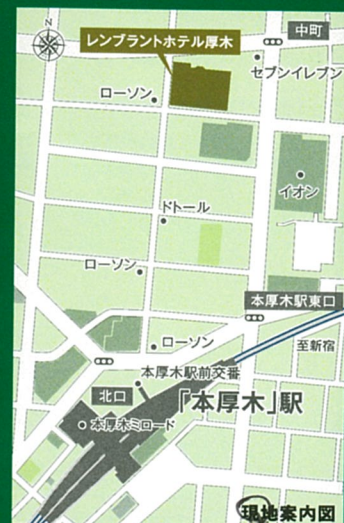 N
中町
レンブラントホテル厚木
セブンイレブン
ローソン
イオン
ドトール
ローソン
本厚木駅東口
ローソン
至新宿
本厚木駅前交番
北口
「本厚木」駅
本厚木ミロード
現地案内図